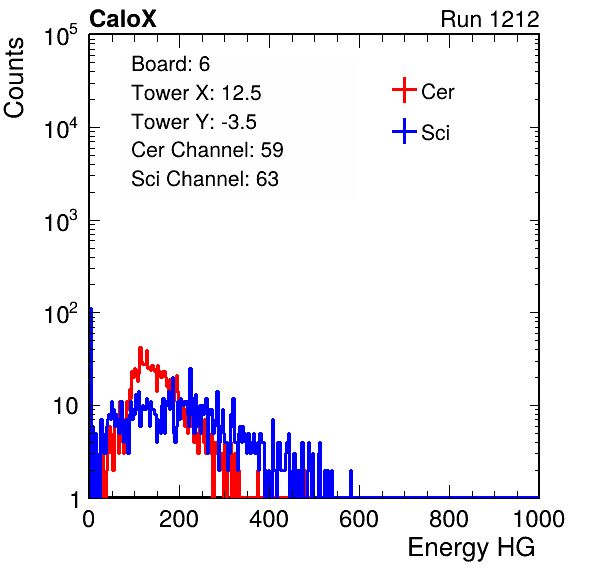 CaloX Run 1212
Counts
10^5
10^4
10^3
10^2
10
1
Board: 6
Tower X: 12.5
Tower Y: -3.5
Cer Channel: 59
Sci Channel: 63
Cer
Sci
0 200 400 600 800 1000
Energy HG